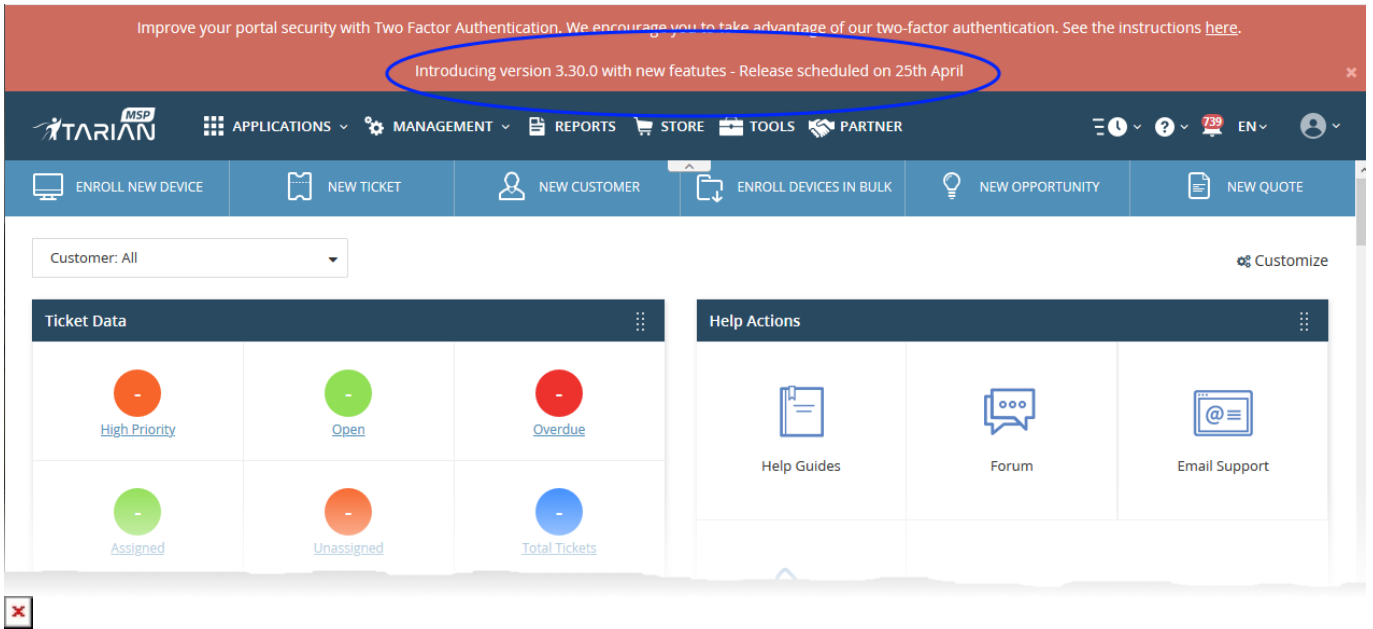 Improve your portal security with Two Factor Authentication. We encourage you to take advantage of our two-factor authentication. See the instructions here.
Introducing version 3.30.0 with new featutes - Release scheduled on 25th April
ITARIAN MSP
APPLICATIONS
MANAGEMENT
REPORTS
STORE
TOOLS
PARTNER
739
EN
ENROLL NEW DEVICE
NEW TICKET
NEW CUSTOMER
ENROLL DEVICES IN BULK
NEW OPPORTUNITY
NEW QUOTE
Customer: All
Customize
Ticket Data
-
High Priority
-
Open
-
Overdue
-
Assigned
-
Unassigned
-
Total Tickets
Help Actions
Help Guides
Forum
Email Support